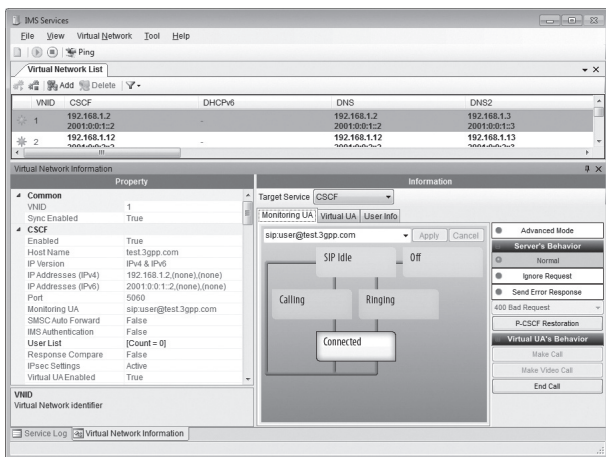 IMS Services
File View Virtual Network Tool Help
Ping
Virtual Network List
Add Delete
VNID CSCF DHCPv6 DNS DNS2
1 192.168.1.2 - 192.168.1.2 192.168.1.3
2001:0:0:1::2 2001:0:0:1::2 2001:0:0:1::3
2 192.168.1.12 - 192.168.1.12 192.168.1.13
Virtual Network Information
Property
Common
VNID 1
Sync Enabled True
CSCF
Enabled True
Host Name test.3gpp.com
IP Version IPv4 & IPv6
IP Addresses (IPv4) 192.168.1.2,(none),(none)
IP Addresses (IPv6) 2001:0:0:1::2,(none),(none)
Port 5060
Monitoring UA sip:user@test.3gpp.com
SMSC Auto Forward False
IMS Authentication False
User List [Count = 0]
Response Compare False
IPsec Settings Active
Virtual UA Enabled True
VNID
Virtual Network identifier
Information
Target Service CSCF
Monitoring UA Virtual UA User Info
sip:user@test.3gpp.com Apply Cancel
SIP Idle Off
Calling Ringing
Connected
Advanced Mode
Server's Behavior
Normal
Ignore Request
Send Error Response
400 Bad Request
P-CSCF Restoration
Virtual UA's Behavior
Make Call
Make Video Call
End Call
Service Log Virtual Network Information